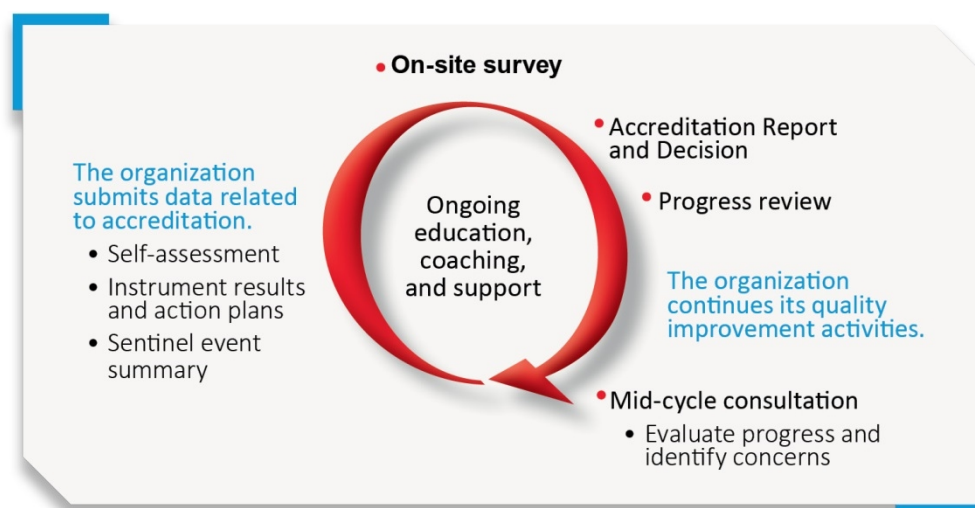 • On-site survey
• Accreditation Report
and Decision
• Progress review
The organization
continues its quality
improvement activities.
• Mid-cycle consultation
• Evaluate progress and
identify concerns
The organization
submits data related
to accreditation.
• Self-assessment
• Instrument results
and action plans
• Sentinel event
summary
Ongoing
education,
coaching,
and support